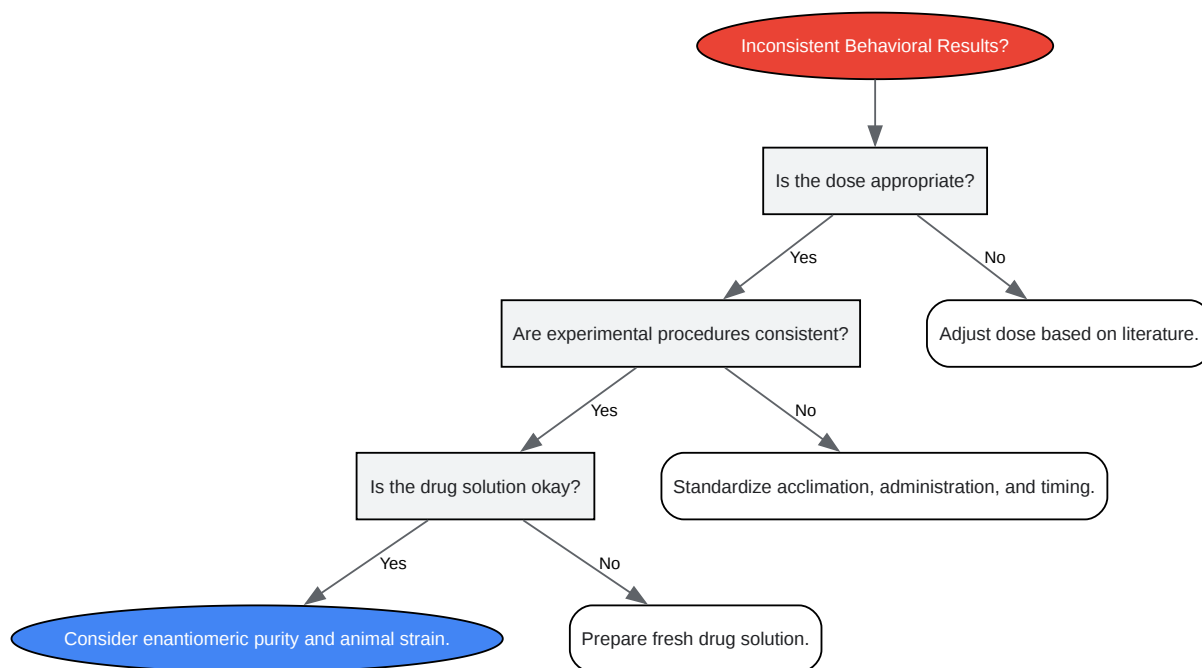 Inconsistent Behavioral Results?
Is the dose appropriate?
Yes
No
Are experimental procedures consistent?
Adjust dose based on literature.
Yes
No
Is the drug solution okay?
Standardize acclimation, administration, and timing.
Yes
No
Consider enantiomeric purity and animal strain.
Prepare fresh drug solution.